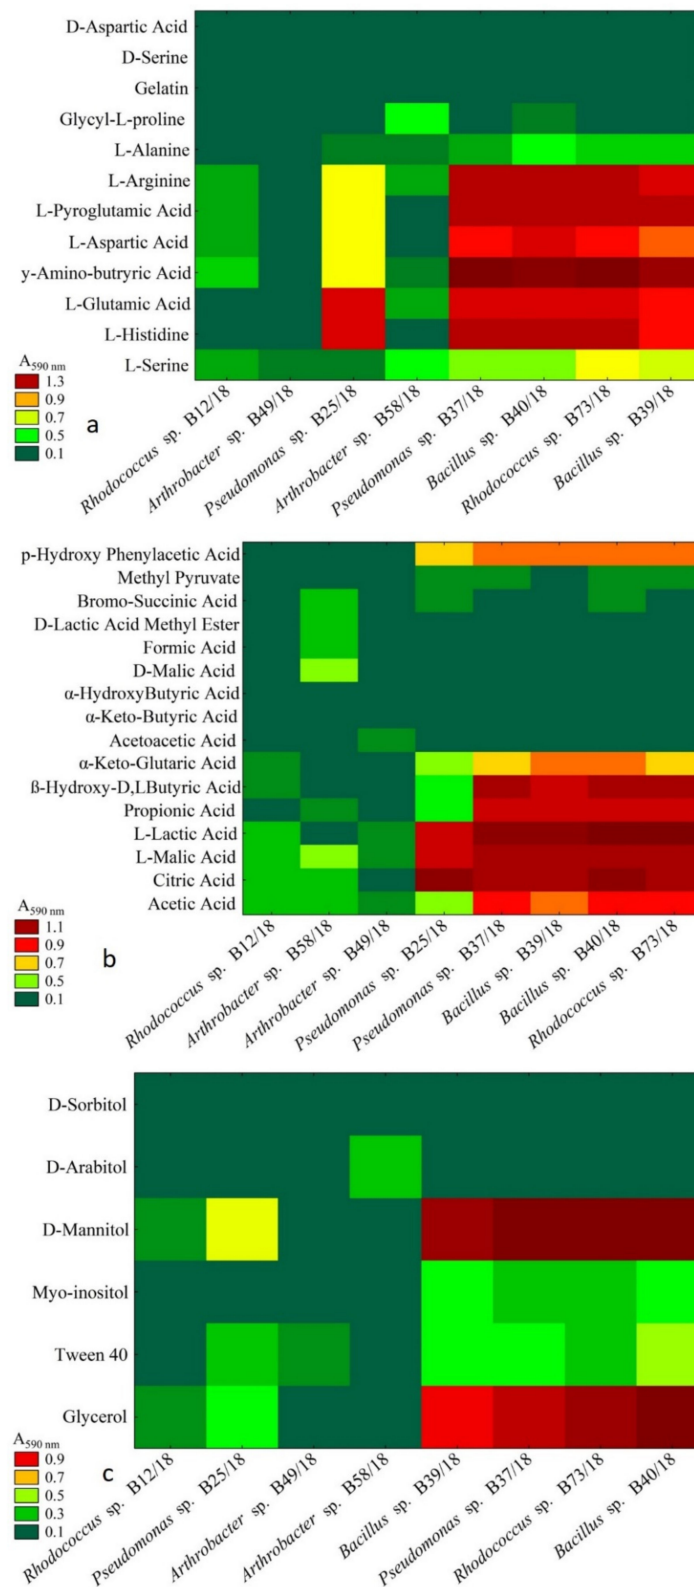 D-Aspartic Acid
D-Serine
Gelatin
Glycyl-L-proline
L-Alanine
L-Arginine
L-Pyroglutamic Acid
L-Aspartic Acid
y-Amino-butryric Acid
L-Glutamic Acid
L-Histidine
L-Serine
A590 nm
1.3
0.9
0.7
0.5
0.1
a
Rhodococcus sp. B12/18
Arthrobacter sp. B49/18
Pseudomonas sp. B25/18
Arthrobacter sp. B58/18
Pseudomonas sp. B37/18
Bacillus sp. B40/18
Rhodococcus sp. B73/18
Bacillus sp. B39/18
p-Hydroxy Phenylacetic Acid
Methyl Pyruvate
Bromo-Succinic Acid
D-Lactic Acid Methyl Ester
Formic Acid
D-Malic Acid
α-HydroxyButyric Acid
α-Keto-Butyric Acid
Acetoacetic Acid
α-Keto-Glutaric Acid
ß-Hydroxy-D,LButyric Acid
Propionic Acid
L-Lactic Acid
L-Malic Acid
Citric Acid
Acetic Acid
A590 nm
1.1
0.9
0.7
0.5
0.1
b
Rhodococcus sp. B12/18
Arthrobacter sp. B58/18
Arthrobacter sp. B49/18
Pseudomonas sp. B25/18
Pseudomonas sp. B37/18
Bacillus sp. B39/18
Bacillus sp. B40/18
Rhodococcus sp. B73/18
D-Sorbitol
D-Arabitol
D-Mannitol
Myo-inositol
Tween 40
Glycerol
A590 nm
0.9
0.7
0.5
0.3
0.1
c
Rhodococcus sp. B12/18
Pseudomonas sp. B25/18
Arthrobacter sp. B49/18
Arthrobacter sp. B58/18
Bacillus sp. B39/18
Pseudomonas sp. B37/18
Rhodococcus sp. B73/18
Bacillus sp. B40/18